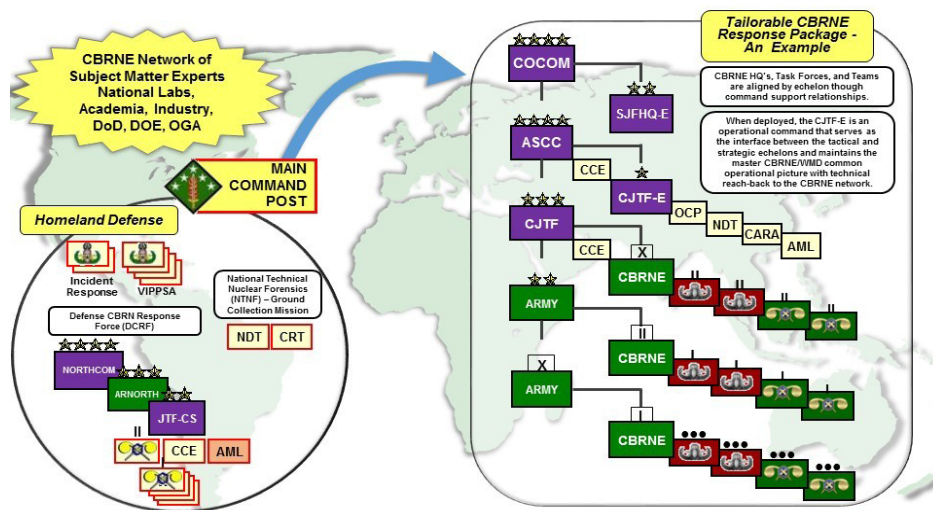 CBRNE Network of
Subject Matter Experts
National Labs,
Academia, Industry,
DoD, DOE, OGA
MAIN
COMMAND
POST
Homeland Defense
Incident
Response
VIPPSA
National Technical
Nuclear Forensics
(NTNF) – Ground
Collection Mission
NDT
CRT
Defense CBRN Response
Force (DCRF)
NORTHCOM
ARNORTH
JTF-CS
II
CCE
AML
I
Tailorable CBRNE
Response Package -
An Example
CBRNE HQ's, Task Forces, and Teams
are aligned by echelon though
command support relationships.
When deployed, the CJTF-E is an
operational command that serves as
the interface between the tactical and
strategic echelons and maintains the
master CBRNE/WMD common
operational picture with technical
reach-back to the CBRNE network.
COCOM
SJFHQ-E
ASCC
CCE
CJTF-E
OCP
NDT
CARA
AML
CJTF
CCE
X
CBRNE
II
II
II
II
ARMY
II
CBRNE
I
I
I
I
X
ARMY
I
CBRNE